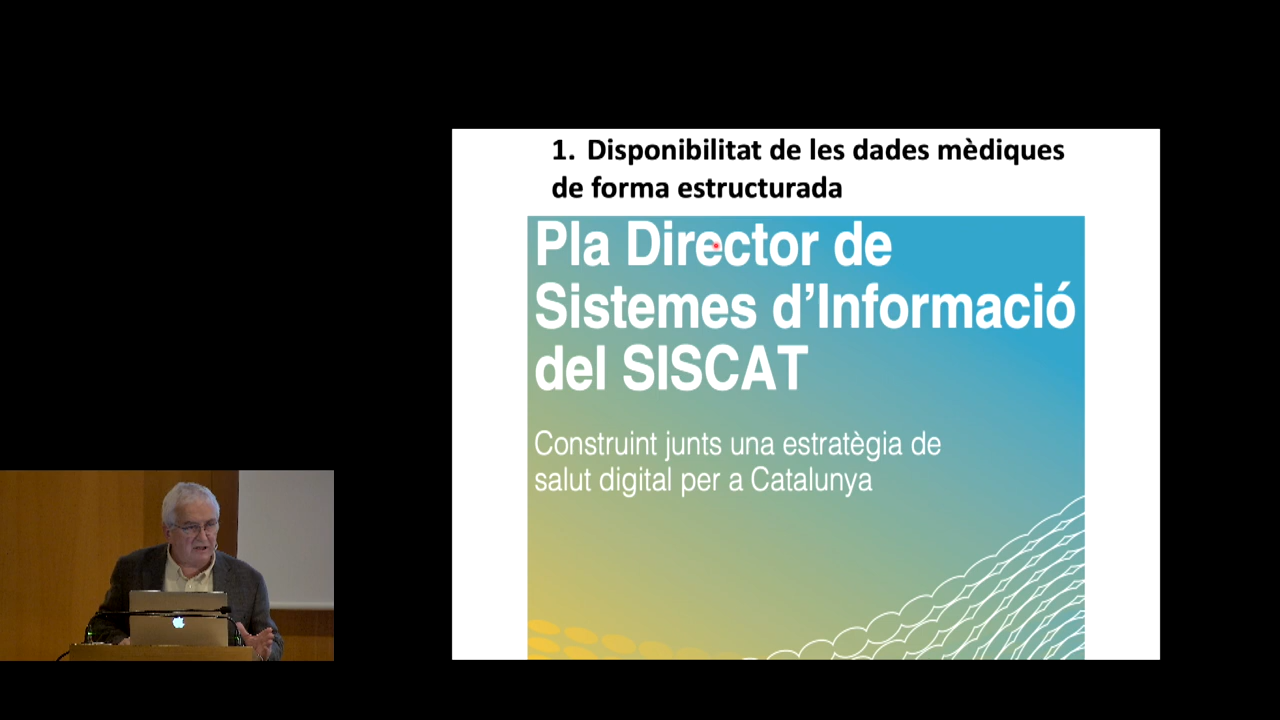 1. Disponibilitat de les dades mèdiques
de forma estructurada
Pla Director de
Sistemes d'Informació
del SISCAT
Construint junts una estratègia de
salut digital per a Catalunya